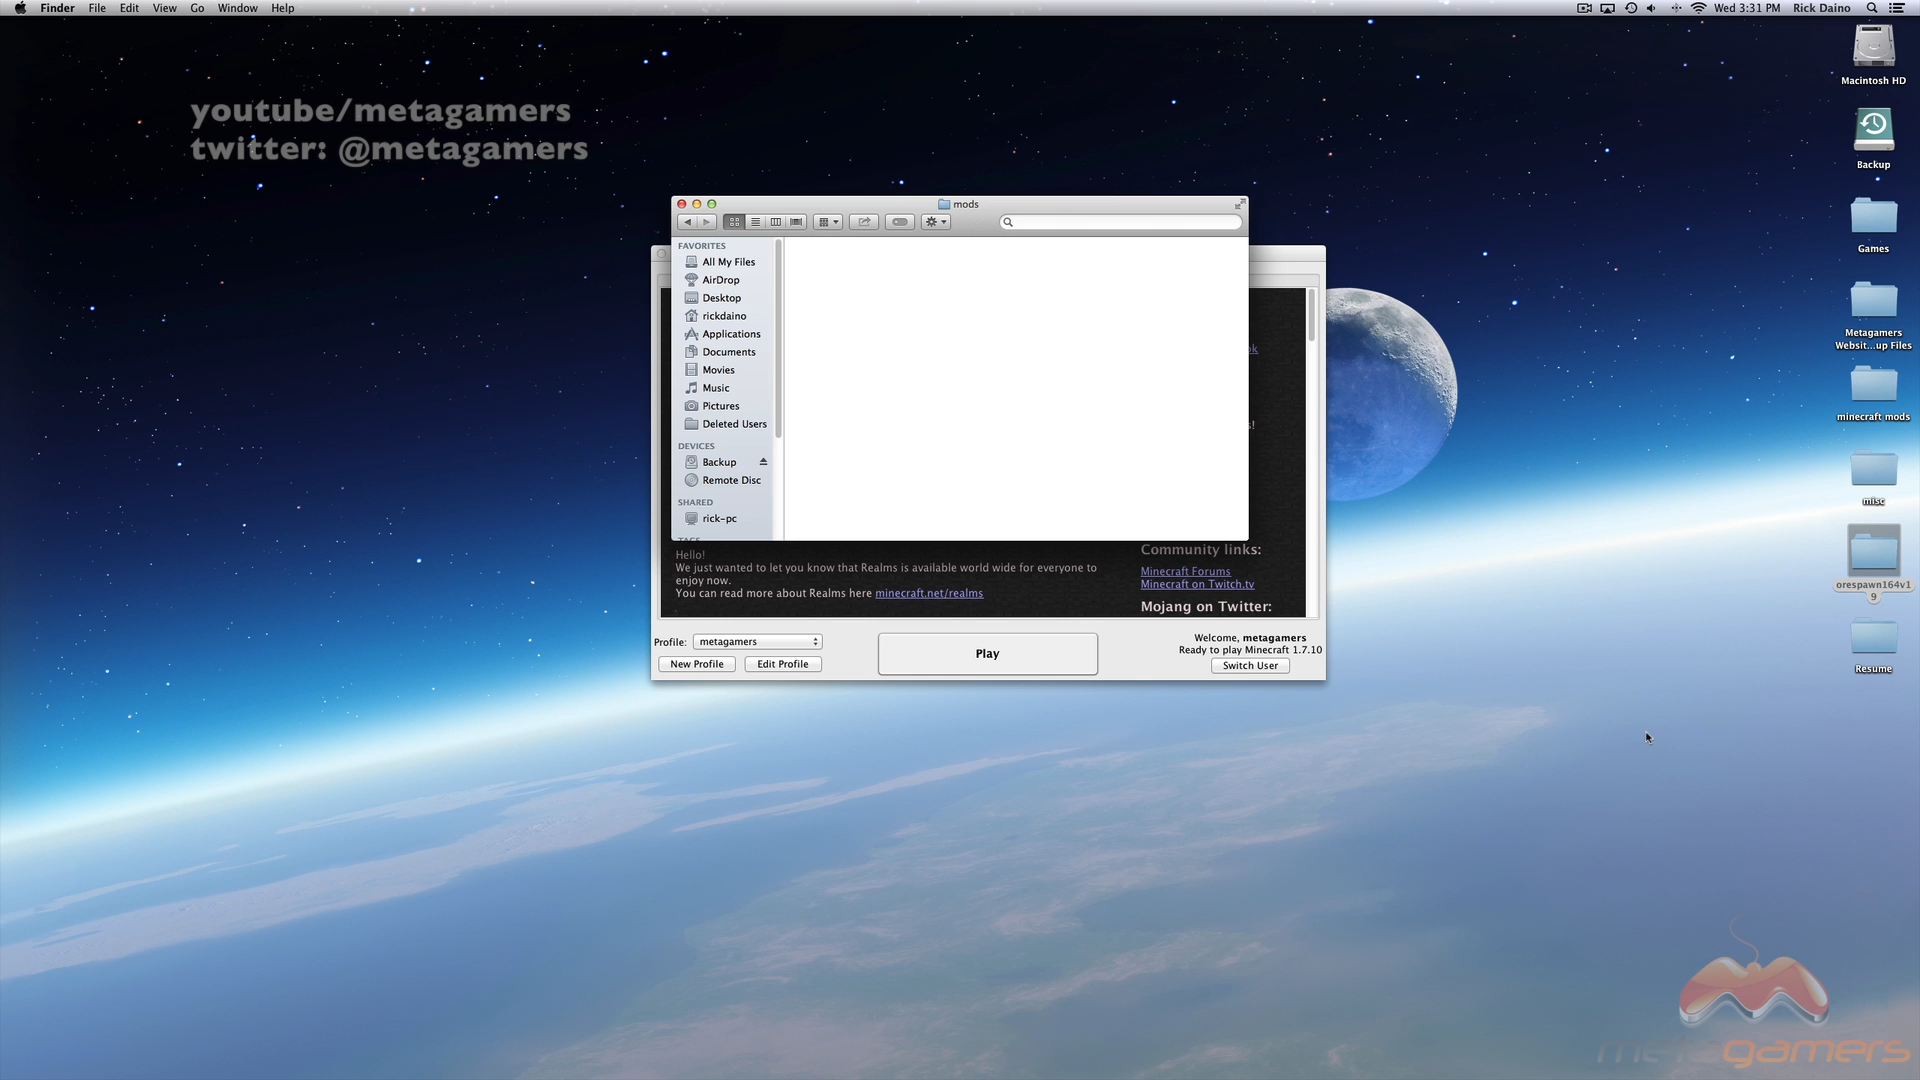 Finder File Edit View Go Window Help
Wed 3:31 PM Rick Daino
youtube/metagamers
twitter: @metagamers
mods
FAVORITES
All My Files
AirDrop
Desktop
rickdaino
Applications
Documents
Movies
Music
Pictures
Deleted Users
DEVICES
Backup
Remote Disc
SHARED
rick-pc
TAGS
Hello!
We just wanted to let you know that Realms is available world wide for everyone to
enjoy now.
You can read more about Realms here minecraft.net/realms
Community links:
Minecraft Forums
Minecraft on Twitch.tv
Mojang on Twitter:
Profile: metagamers
New Profile Edit Profile
Play
Welcome, metagamers
Ready to play Minecraft 1.7.10
Switch User
Macintosh HD
Backup
Games
Metagamers
Websit...up Files
minecraft mods
misc
orespawn164v1
9
Resume
metagamers